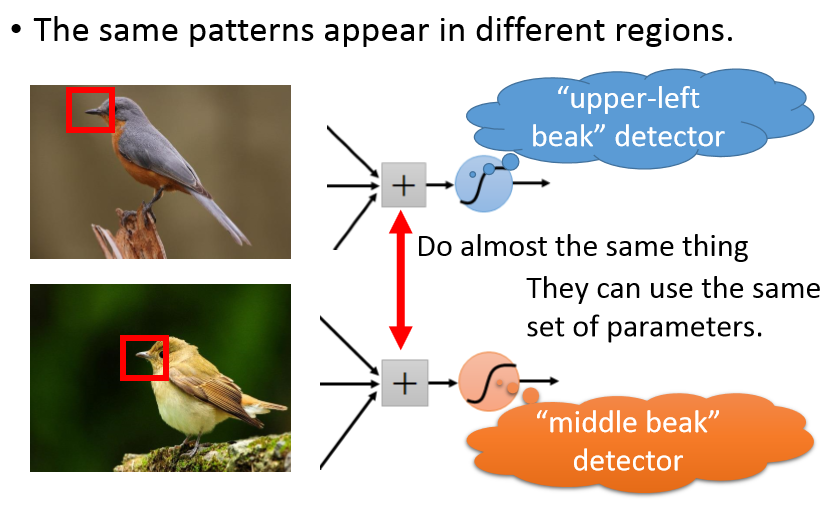 • The same patterns appear in different regions.
“upper-left
beak” detector
+
Do almost the same thing
They can use the same
set of parameters.
+
“middle beak”
detector